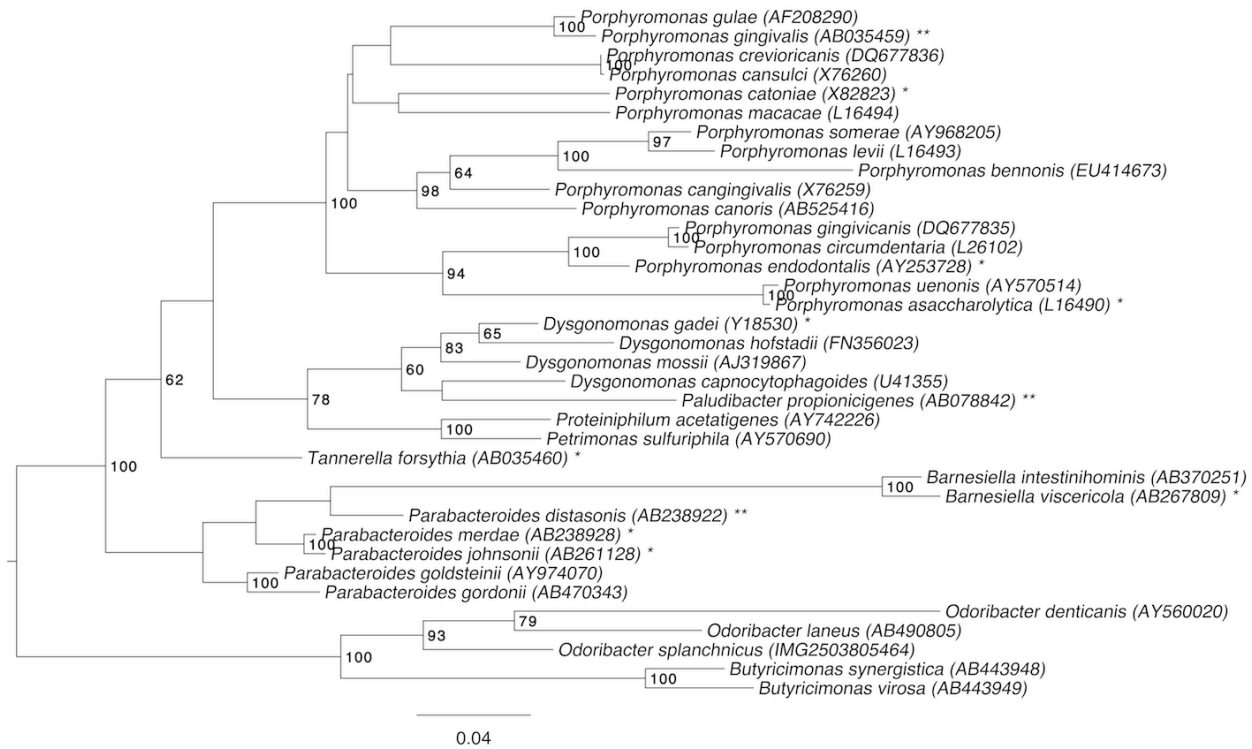 Porphyromonas gulae (AF208290)
100
Porphyromonas gingivalis (AB035459) **
Porphyromonas crevioricanis (DQ677836)
100
Porphyromonas cansulci (X76260)
Porphyromonas catoniae (X82823) *
Porphyromonas macacae (L16494)
Porphyromonas somerae (AY968205)
97
Porphyromonas levii (L16493)
100
Porphyromonas bennonis (EU414673)
64
Porphyromonas cangingivalis (X76259)
98
100
Porphyromonas canoris (AB525416)
Porphyromonas gingivicanis (DQ677835)
100
Porphyromonas circumdentaria (L26102)
100
Porphyromonas endodontalis (AY253728) *
94
Porphyromonas uenonis (AY570514)
100
Porphyromonas asaccharolytica (L16490) *
Dysgonomonas gadei (Y18530) *
65
Dysgonomonas hofstadii (FN356023)
83
Dysgonomonas mossii (AJ319867)
60
62
Dysgonomonas capnocytophagoides (U41355)
78
Paludibacter propionicigenes (AB078842) **
Proteiniphilum acetatigenes (AY742226)
100
Petrimonas sulfuriphila (AY570690)
Tannerella forsythia (AB035460) *
100
Barnesiella intestinihominis (AB370251)
100
Barnesiella viscericola (AB267809) *
Parabacteroides distasonis (AB238922) **
Parabacteroides merdae (AB238928) *
100
Parabacteroides johnsonii (AB261128) *
Parabacteroides goldsteinii (AY974070)
100
Parabacteroides gordonii (AB470343)
Odoribacter denticanis (AY560020)
79
Odoribacter laneus (AB490805)
93
Odoribacter splanchnicus (IMG2503805464)
100
Butyricimonas synergistica (AB443948)
100
Butyricimonas virosa (AB443949)
0.04